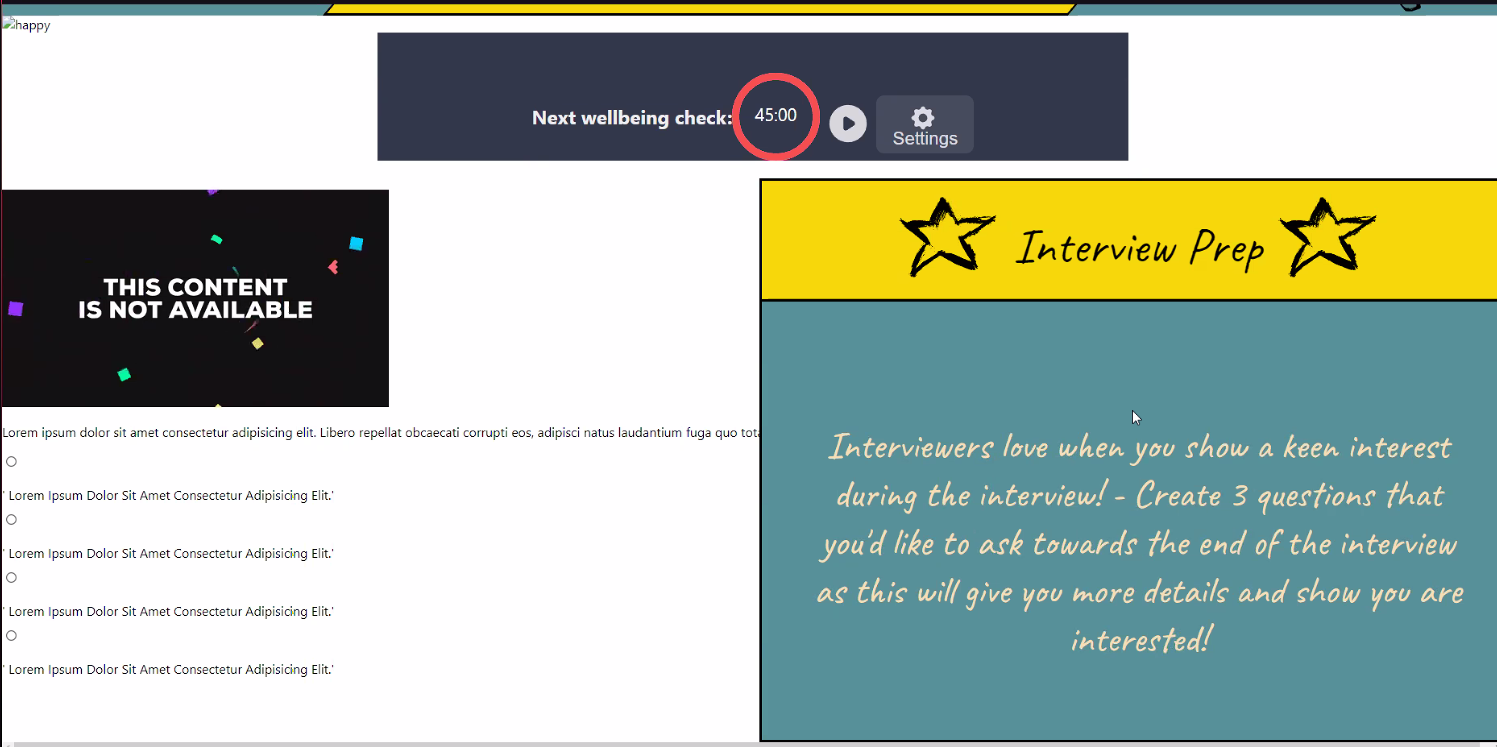 happy
Next wellbeing check:
45:00
Settings
THIS CONTENT
IS NOT AVAILABLE
Lorem ipsum dolor sit amet consectetur adipisicing elit. Libero repellat obcaecati corrupti eos, adipisci natus laudantium fuga quo
' Lorem Ipsum Dolor Sit Amet Consectetur Adipisicing Elit.'
' Lorem Ipsum Dolor Sit Amet Consectetur Adipisicing Elit.'
' Lorem Ipsum Dolor Sit Amet Consectetur Adipisicing Elit.'
' Lorem Ipsum Dolor Sit Amet Consectetur Adipisicing Elit.'
Interview Prep
Interviewers love when you show a keen interest
during the interview! - Create 3 questions that
you'd like to ask towards the end of the interview
as this will give you more details and show you are
interested!